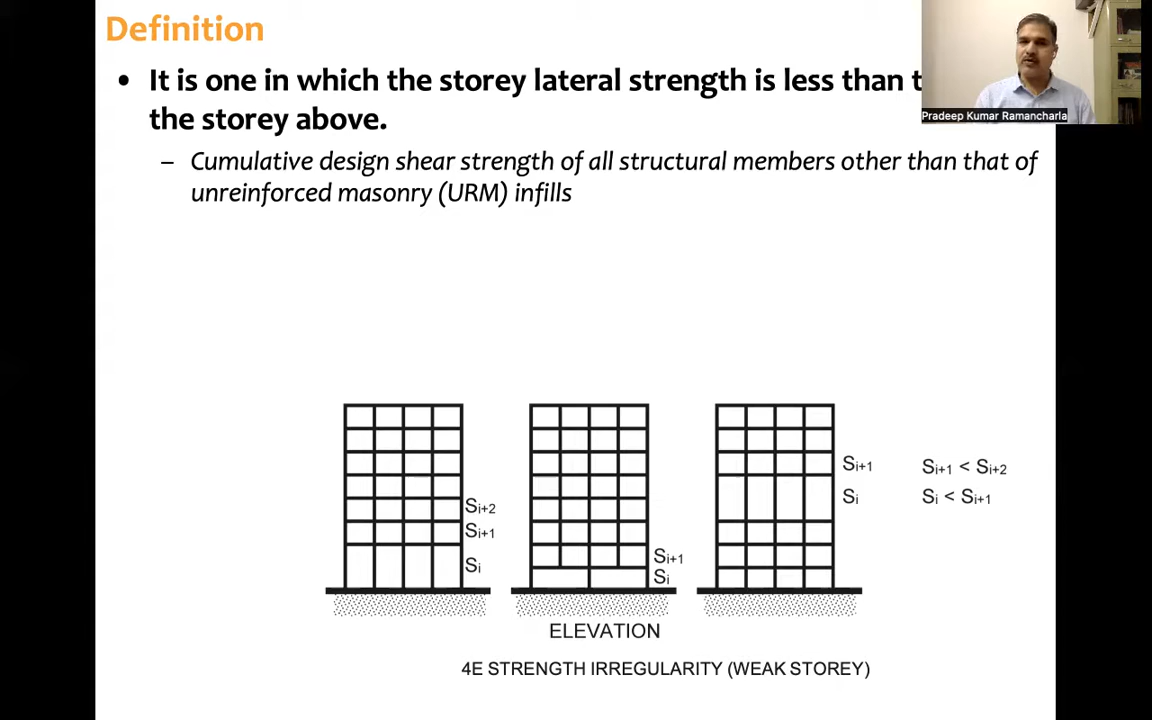 Definition
• It is one in which the storey lateral strength is less than
the storey above.
– Cumulative design shear strength of all structural members other than that of
unreinforced masonry (URM) infills
Pradeep Kumar Ramancharla
Si+2
Si+1
Si
Si+1
Si
Si+1
Si
Si+1 < Si+2
Si < Si+1
ELEVATION
4E STRENGTH IRREGULARITY (WEAK STOREY)